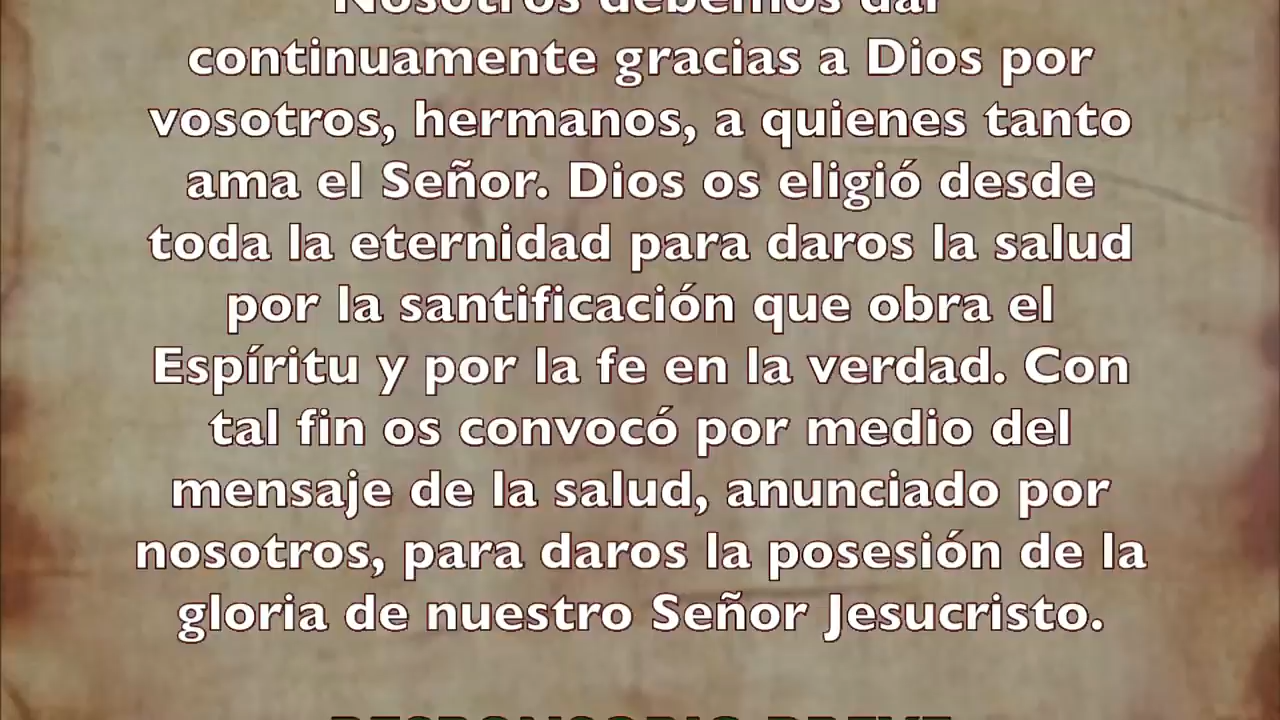 Nosotros debemos dar
continuamente gracias a Dios por
vosotros, hermanos, a quienes tanto
ama el Señor. Dios os eligió desde
toda la eternidad para daros la salud
por la santificación que obra el
Espíritu y por la fe en la verdad. Con
tal fin os convocó por medio del
mensaje de la salud, anunciado por
nosotros, para daros la posesión de la
gloria de nuestro Señor Jesucristo.
RESPONSORIO BREVE